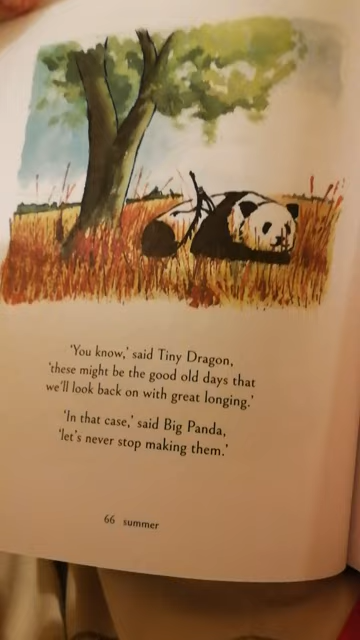 ‘You know,’ said Tiny Dragon,
‘these might be the good old days that
we’ll look back on with great longing.’
‘In that case,’ said Big Panda,
‘let’s never stop making them.’
66 summer